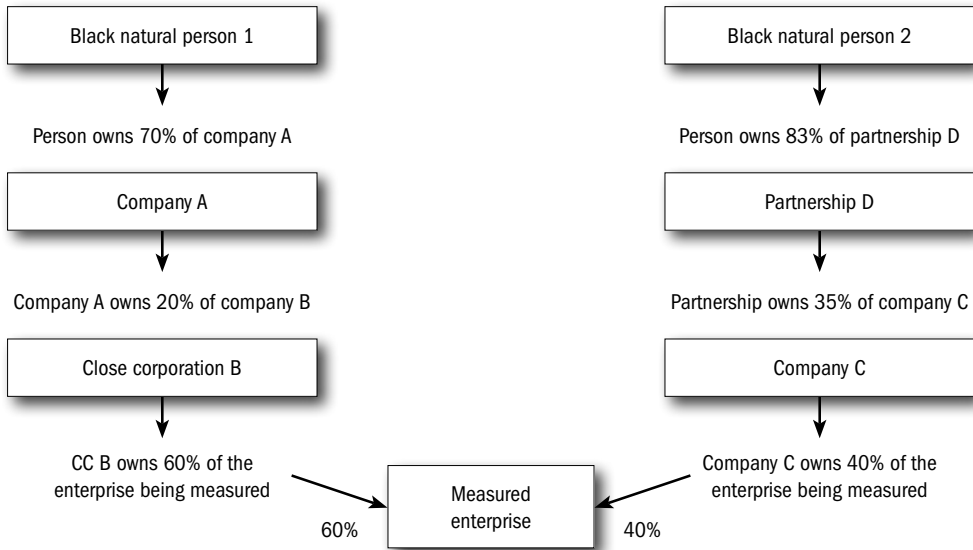 Black natural person 1
Black natural person 2
Person owns 70% of company A
Person owns 83% of partnership D
Company A
Partnership D
Company A owns 20% of company B
Partnership owns 35% of company C
Close corporation B
Company C
CC B owns 60% of the
enterprise being measured
Company C owns 40% of the
enterprise being measured
Measured
enterprise
60%
40%